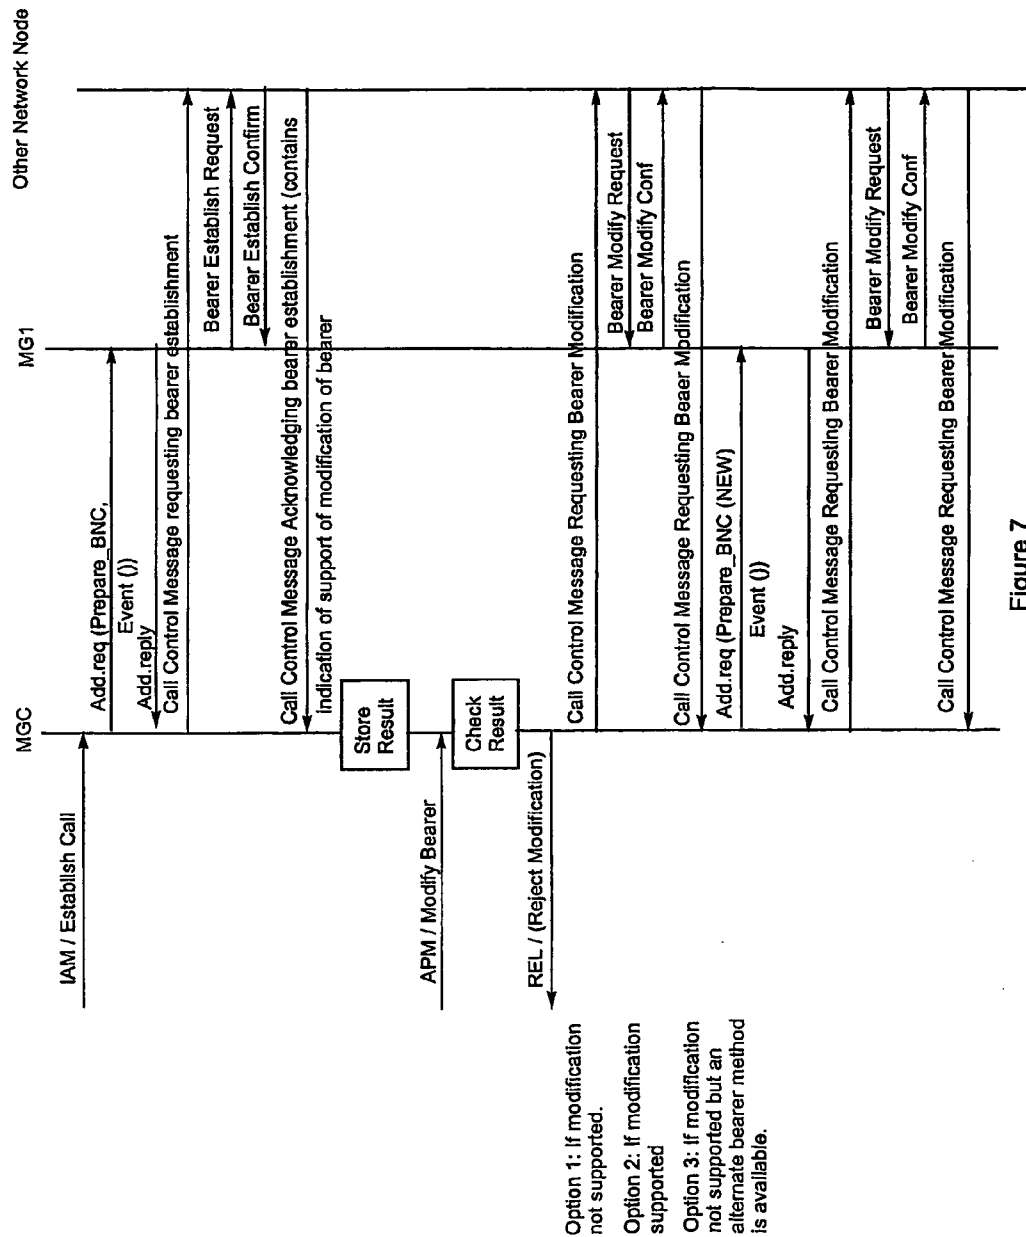 MGC
MG1
Other Network Node
IAM / Establish Call
Add.req (Prepare_BNC,
Event ())
Add.reply
Call Control Message requesting bearer establishment
Bearer Establish Request
Bearer Establish Confirm
Call Control Message Acknowledging bearer establishment (contains
indication of support of modification of bearer
Store
Result
APM / Modify Bearer
Check
Result
REL / (Reject Modification)
Option 1: If modification
not supported.
Call Control Message Requesting Bearer Modification
Bearer Modify Request
Bearer Modify Conf
Option 2: If modification
supported
Call Control Message Requesting Beaer Modification
Option 3: If modification
not supported but an
alternate bearer method
is available.
Add.req (Prepare_BNC (NEW)
Event ())
Add.reply
Call Control Message Requesting Bearer Modification
Bearer Modify Request
Bearer Modify Conf
Call Control Message Requesting Bearer Modification
Figure 7